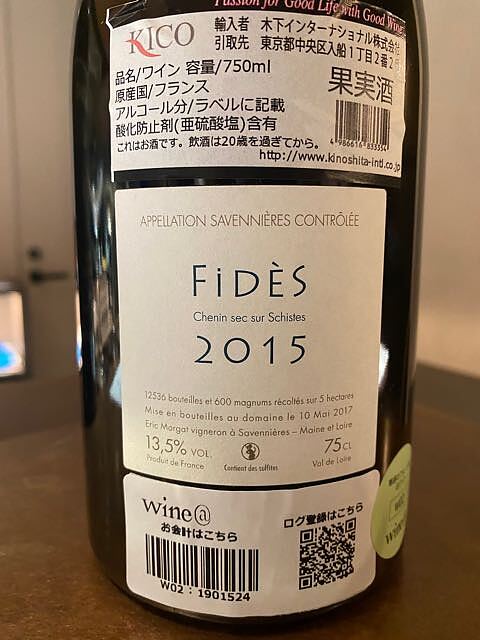 Passion for Good Life with Good Wine
KICO
輸入者 木下インターナショナル株式会社
引取先 東京都中央区入船1丁目2番
品名/ワイン 容量/750ml
原産国/フランス
アルコール分/ラベルに記載
酸化防止剤(亜硫酸塩)含有
これはお酒です。飲酒は20歳を過ぎてから。
果実酒
4 986616 833554
http://www.kinoshita-intl.co.jp
APPELLATION SAVENNIÈRES CONTRÔLÉE
FiDÈS
Chenin sec sur Schistes
2015
12536 bouteilles et 600 magnums récoltés sur 5 hectares
Mise en bouteilles au domaine le 10 Mai 2017
Eric Morgat vigneron à Savennières – Maine et Loire
13,5% VOL.
Produit de France
Contient des sulfites
75 CL
Val de Loire
wine@
お会計はこちら
W02 : 1901524
ログ登録はこちら